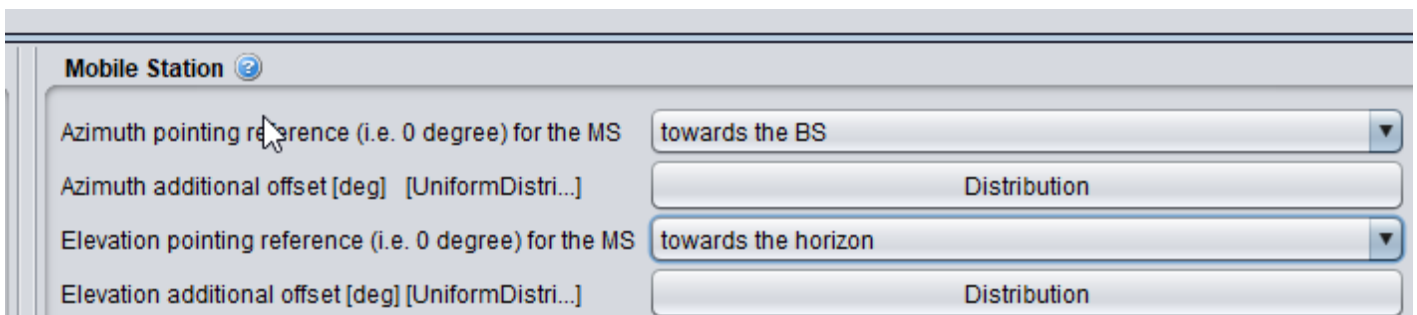 Mobile Station ?
Azimuth pointing reference (i.e. 0 degree) for the MS towards the BS
Azimuth additional offset [deg] [UniformDistri...] Distribution
Elevation pointing reference (i.e. 0 degree) for the MS towards the horizon
Elevation additional offset [deg] [UniformDistri...] Distribution